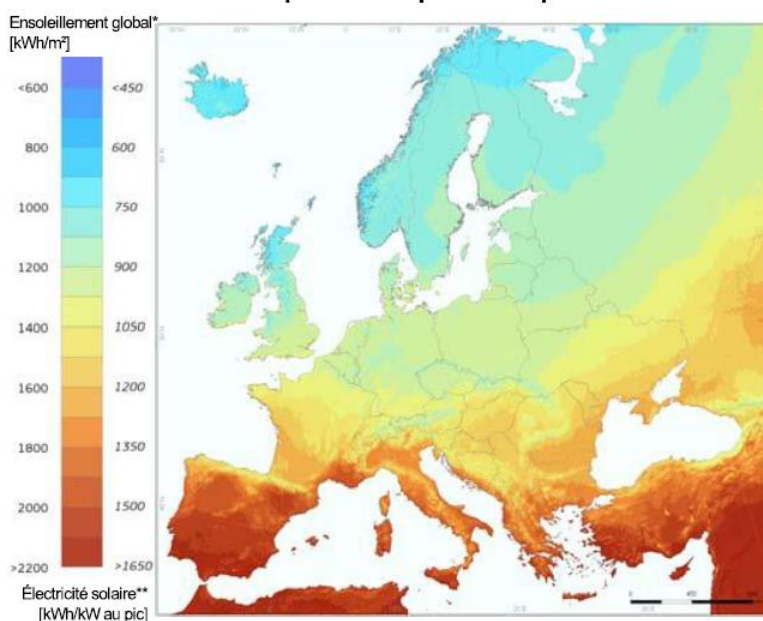 Ensoleillement global*
[kWh/m²]
<600 <450
800 600
1000 750
1200 900
1400 1050
1600 1200
1800 1350
2000 1500
>2200 >1650
Électricité solaire**
[kWh/kW au pic]